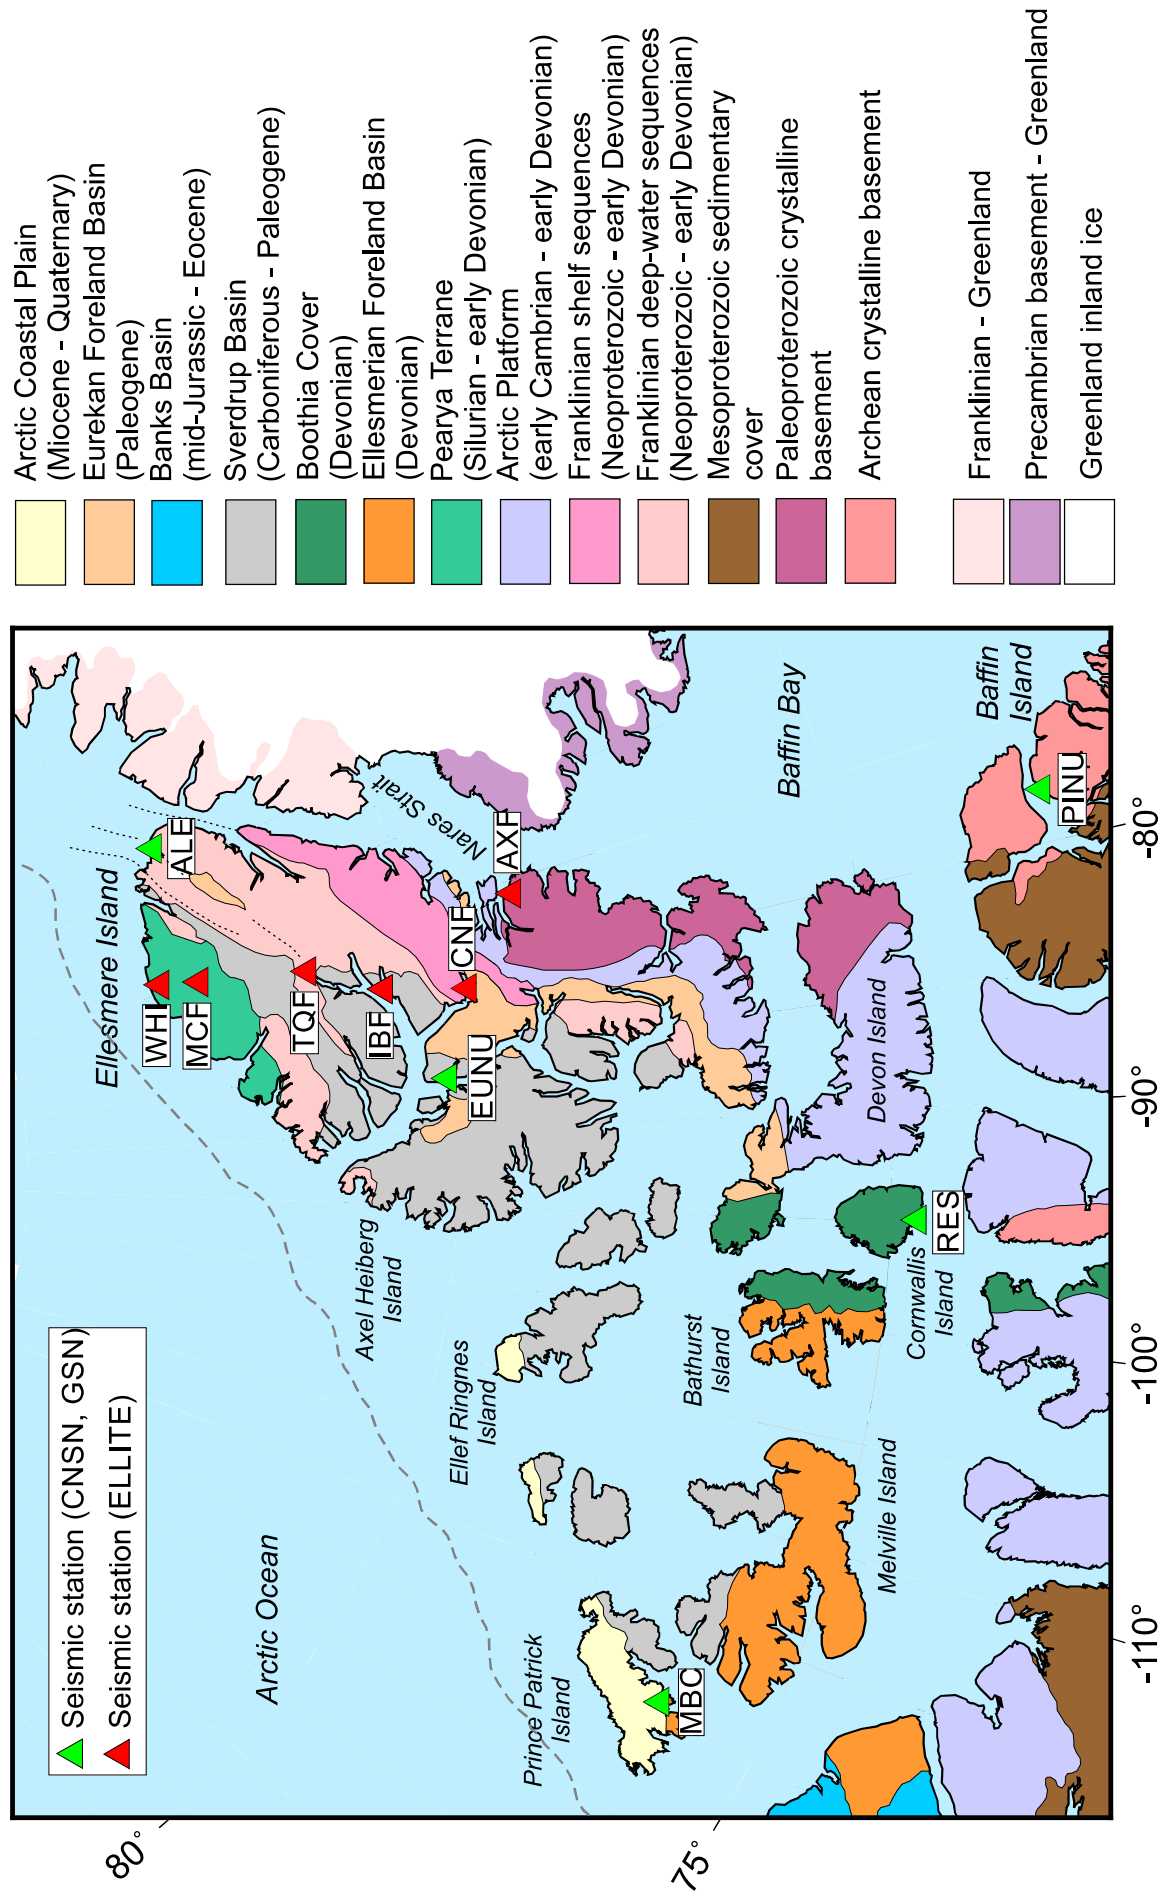 Seismic station (CNSN, GSN)
Seismic station (ELLITE)
Arctic Ocean
Ellesmere Island
WHI
MCF
ALE
TQF
IBF
CNF
AXF
EUNU
Nares Strait
Axel Heiberg
Island
Ellef Ringnes
Island
Prince Patrick
Island
MBC
Bathurst
Island
Melville Island
Cornwallis
Island
RES
Devon Island
Baffin Bay
Baffin
Island
PINU
80°
75°
-110°
-100°
-90°
-80°
Arctic Coastal Plain
(Miocene - Quaternary)
Eurekan Foreland Basin
(Paleogene)
Banks Basin
(mid-Jurassic - Eocene)
Sverdrup Basin
(Carboniferous - Paleogene)
Boothia Cover
(Devonian)
Ellesmerian Foreland Basin
(Devonian)
Pearya Terrane
(Silurian - early Devonian)
Arctic Platform
(early Cambrian - early Devonian)
Franklinian shelf sequences
(Neoproterozoic - early Devonian)
Franklinian deep-water sequences
(Neoproterozoic - early Devonian)
Mesoproterozoic sedimentary
cover
Paleoproterozoic crystalline
basement
Archean crystalline basement
Franklinian - Greenland
Precambrian basement - Greenland
Greenland inland ice